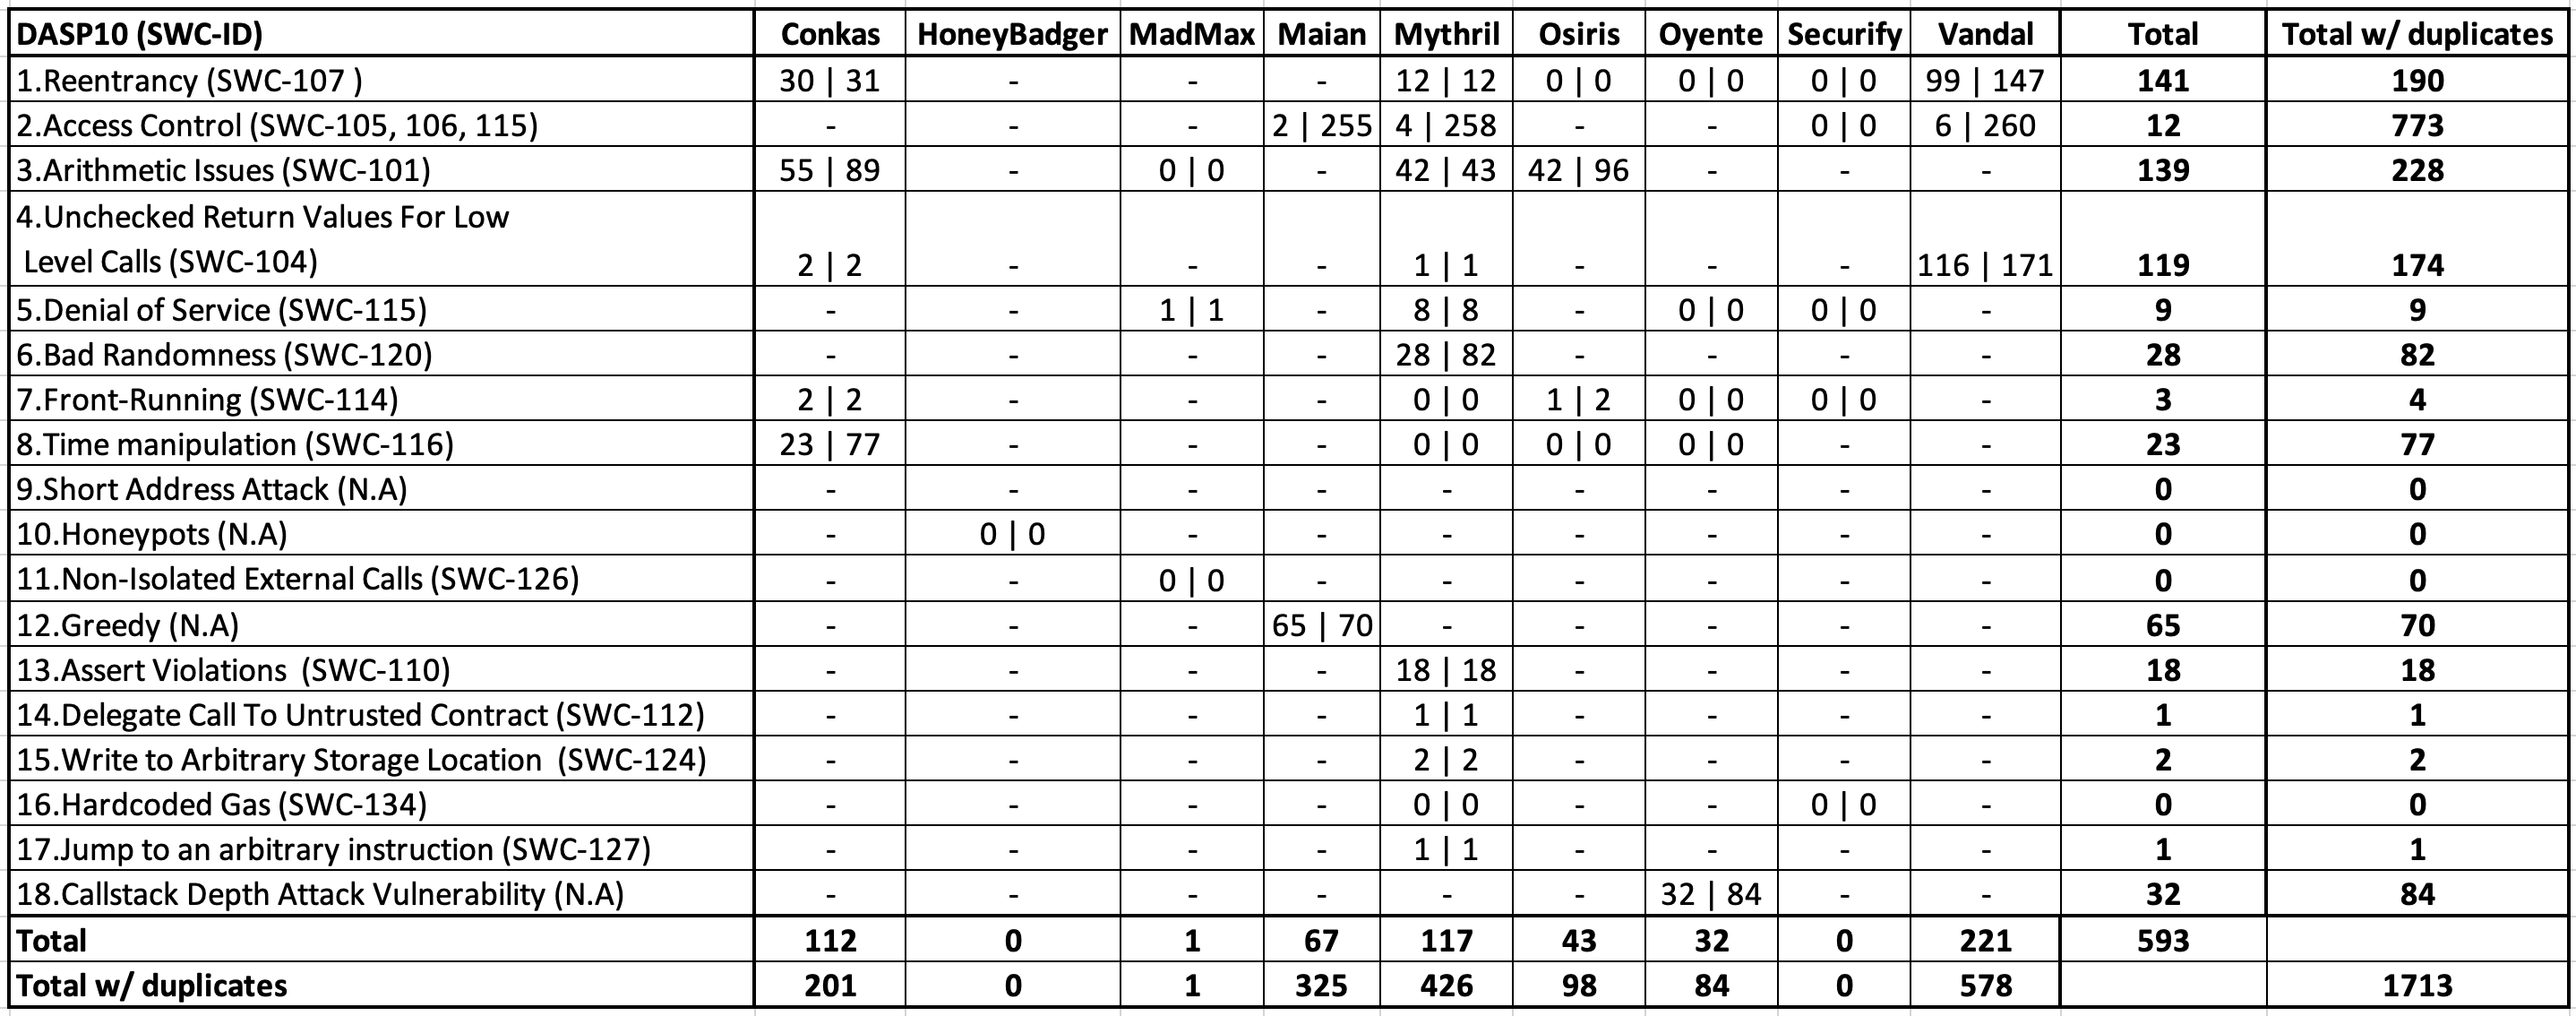 DASP10 (SWC-ID) Conkas HoneyBadger MadMax Maian Mythril Osiris Oyente Securify Vandal Total Total w/ duplicates
1.Reentrancy (SWC-107 ) 30 | 31 - - - 12 | 12 0 | 0 0 | 0 0 | 0 99 | 147 141 190
2.Access Control (SWC-105, 106, 115) - - - 2 | 255 4 | 258 - - 0 | 0 6 | 260 12 773
3.Arithmetic Issues (SWC-101) 55 | 89 - 0 | 0 - 42 | 43 42 | 96 - - - 139 228
4.Unchecked Return Values For Low
Level Calls (SWC-104) 2 | 2 - - - 1 | 1 - - - 116 | 171 119 174
5.Denial of Service (SWC-115) - - 1 | 1 - 8 | 8 - 0 | 0 0 | 0 - 9 9
6.Bad Randomness (SWC-120) - - - - 28 | 82 - - - - 28 82
7.Front-Running (SWC-114) 2 | 2 - - - 0 | 0 1 | 2 0 | 0 0 | 0 - 3 4
8.Time manipulation (SWC-116) 23 | 77 - - - 0 | 0 0 | 0 0 | 0 - - 23 77
9.Short Address Attack (N.A) - - - - - - - - - 0 0
10.Honeypots (N.A) - 0 | 0 - - - - - - - 0 0
11.Non-Isolated External Calls (SWC-126) - - 0 | 0 - - - - - - 0 0
12.Greedy (N.A) - - - 65 | 70 - - - - - 65 70
13.Assert Violations (SWC-110) - - - - 18 | 18 - - - - 18 18
14.Delegate Call To Untrusted Contract (SWC-112) - - - - 1 | 1 - - - - 1 1
15.Write to Arbitrary Storage Location (SWC-124) - - - - 2 | 2 - - - - 2 2
16.Hardcoded Gas (SWC-134) - - - - 0 | 0 - - 0 | 0 - 0 0
17.Jump to an arbitrary instruction (SWC-127) - - - - 1 | 1 - - - - 1 1
18.Callstack Depth Attack Vulnerability (N.A) - - - - - - 32 | 84 - - 32 84
Total 112 0 1 67 117 43 32 0 221 593
Total w/ duplicates 201 0 1 325 426 98 84 0 578 1713